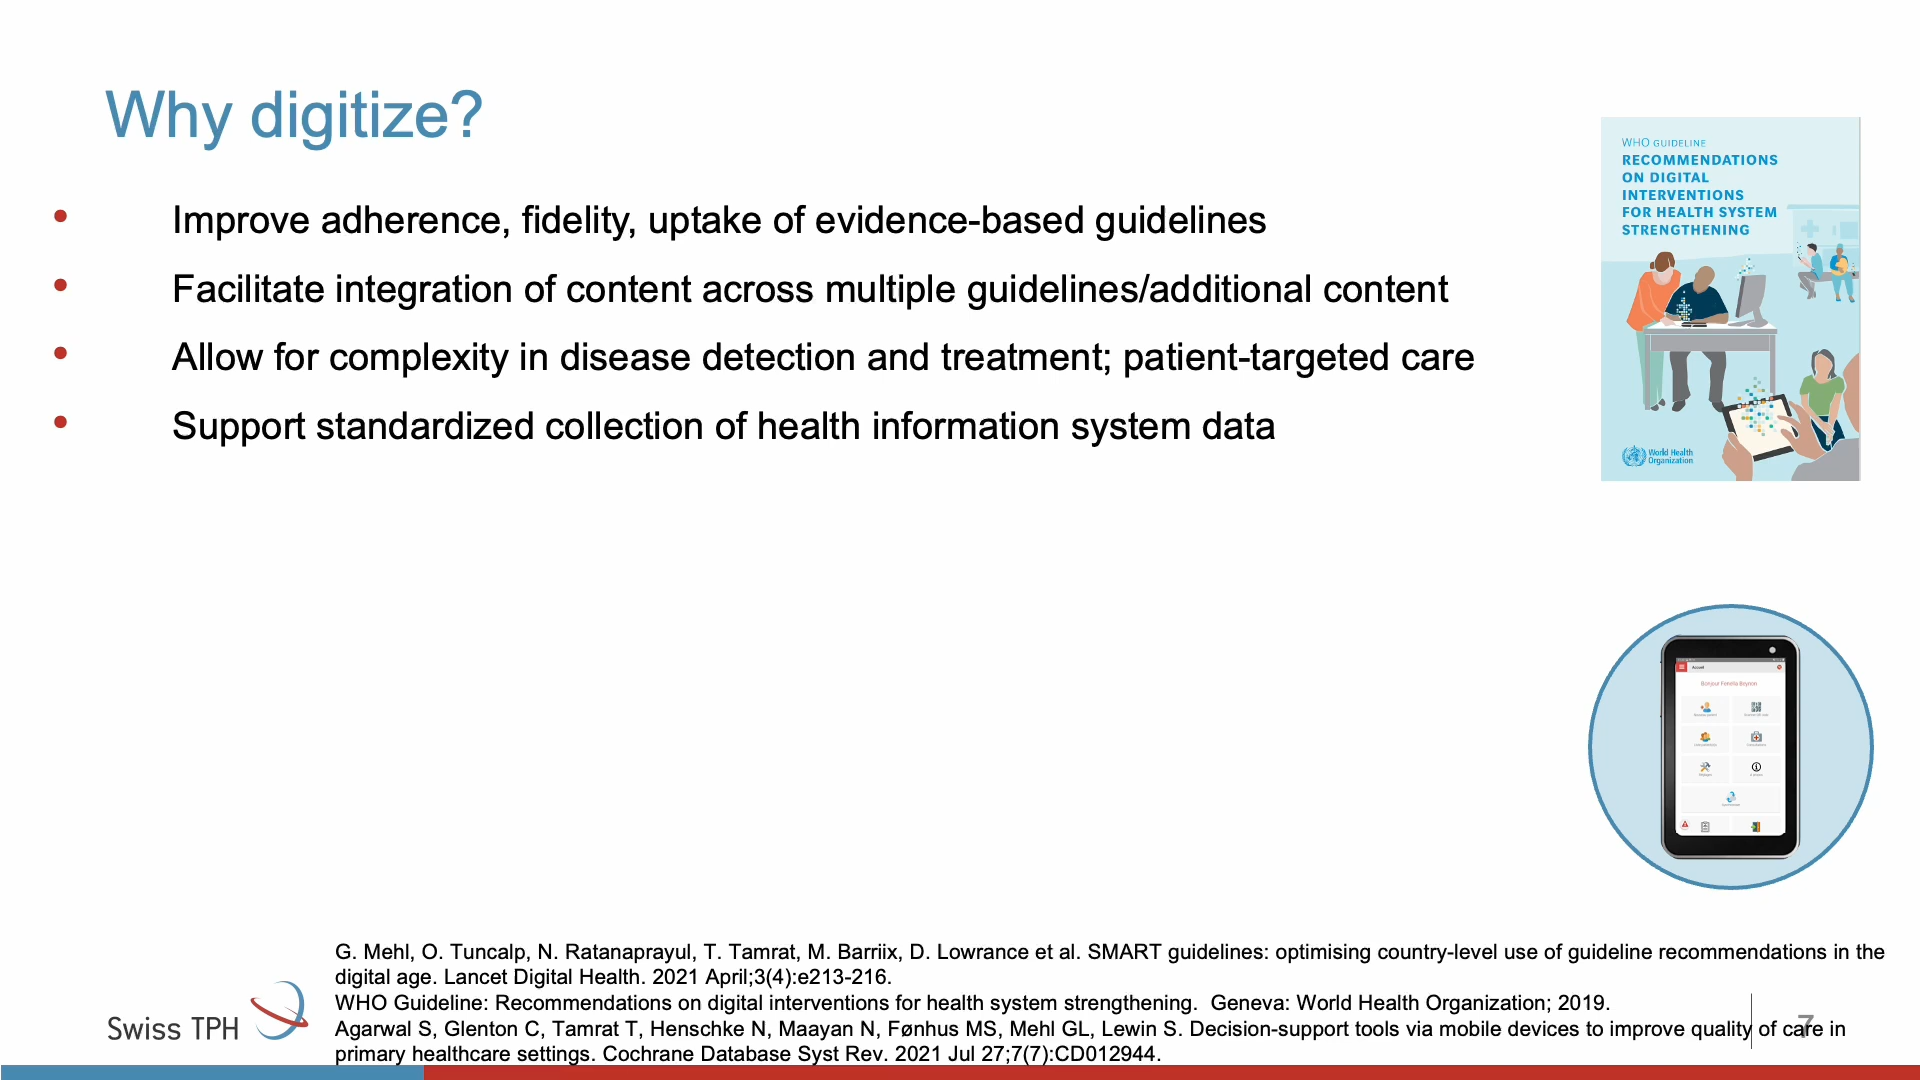 Why digitize?
• Improve adherence, fidelity, uptake of evidence-based guidelines
• Facilitate integration of content across multiple guidelines/additional content
• Allow for complexity in disease detection and treatment; patient-targeted care
• Support standardized collection of health information system data
WHO GUIDELINE
RECOMMENDATIONS
ON DIGITAL
INTERVENTIONS
FOR HEALTH SYSTEM
STRENGTHENING
World Health
Organization
Accueil
Bonjour Femilia Beynon
G. Mehl, O. Tuncalp, N. Ratanaprayul, T. Tamrat, M. Barriix, D. Lowrance et al. SMART guidelines: optimising country-level use of guideline recommendations in the
digital age. Lancet Digital Health. 2021 April;3(4):e213-216.
WHO Guideline: Recommendations on digital interventions for health system strengthening.  Geneva: World Health Organization; 2019.
Agarwal S, Glenton C, Tamrat T, Henschke N, Maayan N, Fønhus MS, Mehl GL, Lewin S. Decision-support tools via mobile devices to improve quality of care in
primary healthcare settings. Cochrane Database Syst Rev. 2021 Jul 27;7(7):CD012944.
Swiss TPH
7